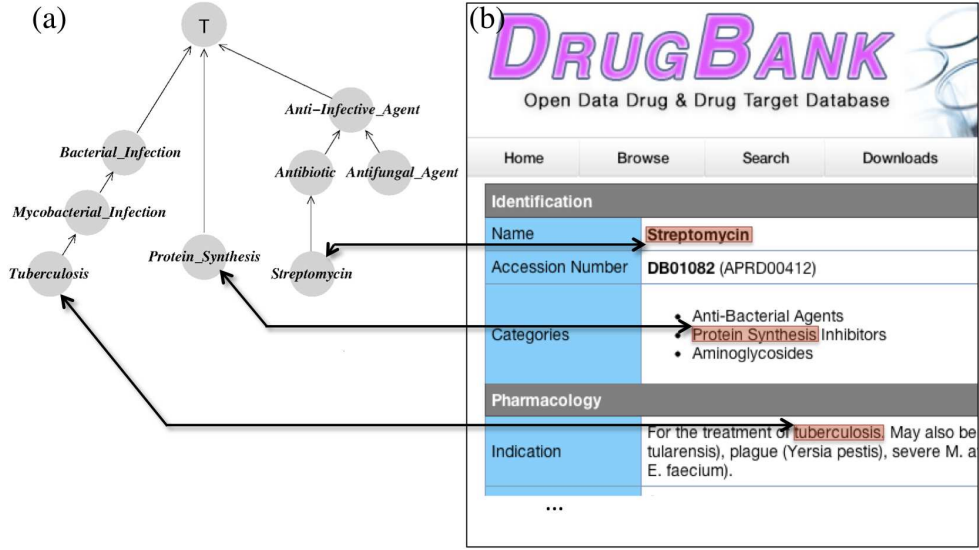 (a)
T
Anti-Infective_Agent
Bacterial_Infection
Antibiotic
Antifungal_Agent
Mycobacterial_Infection
Protein_Synthesis
Tuberculosis
Streptomycin
(b)
DRUGBANK
Open Data Drug & Drug Target Database
Home Browse Search Downloads
Identification
Name Streptomycin
Accession Number DB01082 (APRD00412)
Categories
• Anti-Bacterial Agents
• Protein Synthesis Inhibitors
• Aminoglycosides
Pharmacology
Indication
For the treatment of tuberculosis. May also be
tularensis), plague (Yersia pestis), severe M. a
E. faecium).
...